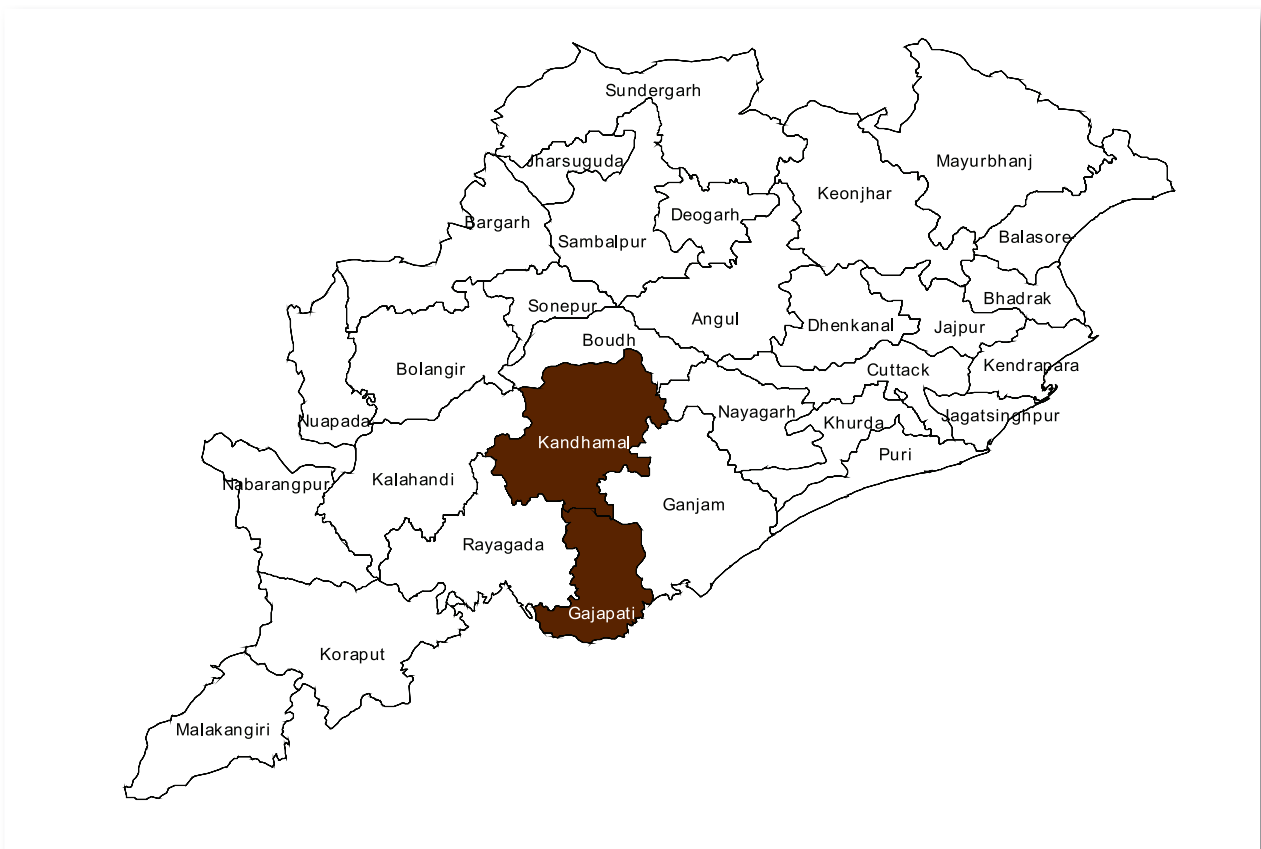 Sundergarh
Jharsuguda
Mayurbhanj
Keonjhar
Deogarh
Bargarh
Sambalpur
Balasore
Bhadrak
Sonepur
Angul
Dhenkanal
Jajpur
Boudh
Bolangir
Cuttack
Kendrapara
Nayagarh
Jagatsinghpur
Nuapada
Khurda
Kandhamal
Puri
Kalahandi
Nabarangpur
Ganjam
Rayagada
Gajapati
Koraput
Malakangiri